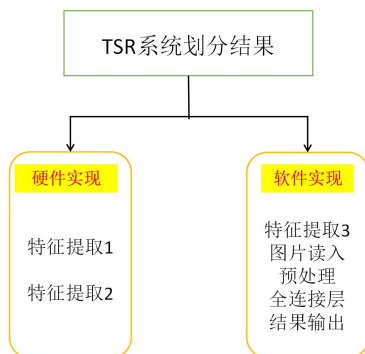 TSR系统划分结果
硬件实现
特征提取1
特征提取2
软件实现
特征提取3
图片读入
预处理
全连接层
结果输出